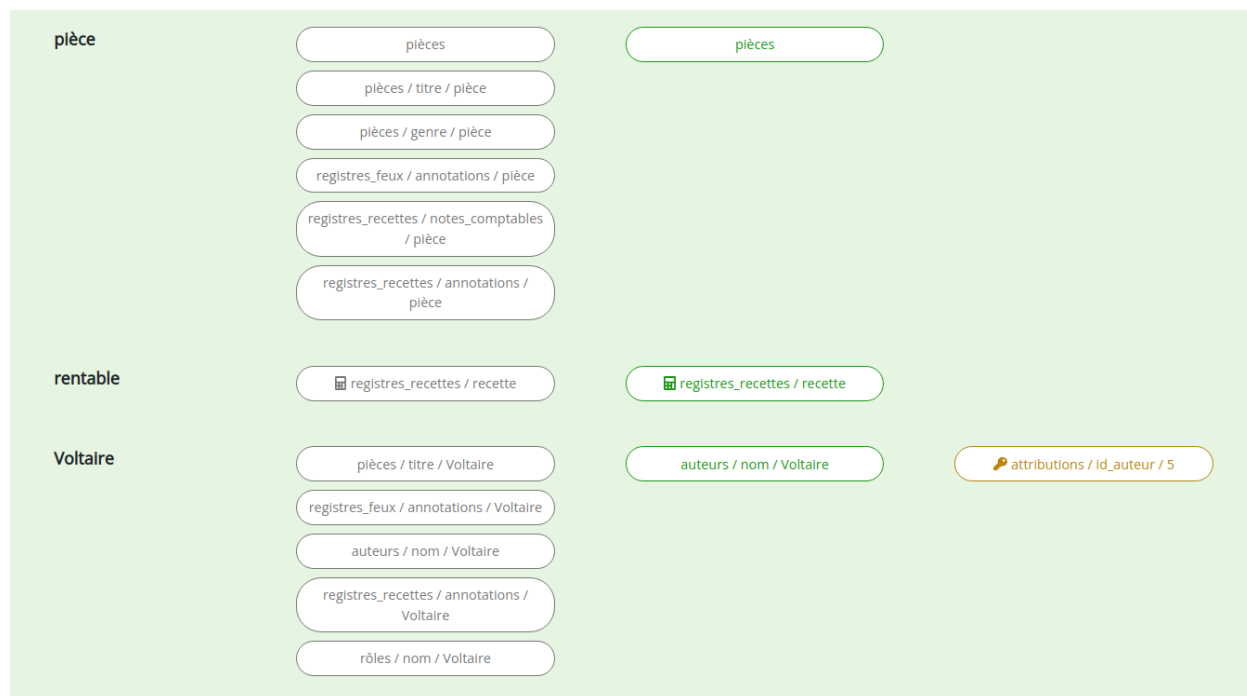 pièce
pièces
pièces
pièces / titre / pièce
pièces / genre / pièce
registres_feux / annotations / pièce
registres_recettes / notes_comptables
/ pièce
registres_recettes / annotations /
pièce
rentable
registres_recettes / recette
registres_recettes / recette
Voltaire
pièces / titre / Voltaire
auteurs / nom / Voltaire
attributions / id_auteur / 5
registres_feux / annotations / Voltaire
auteurs / nom / Voltaire
registres_recettes / annotations /
Voltaire
rôles / nom / Voltaire